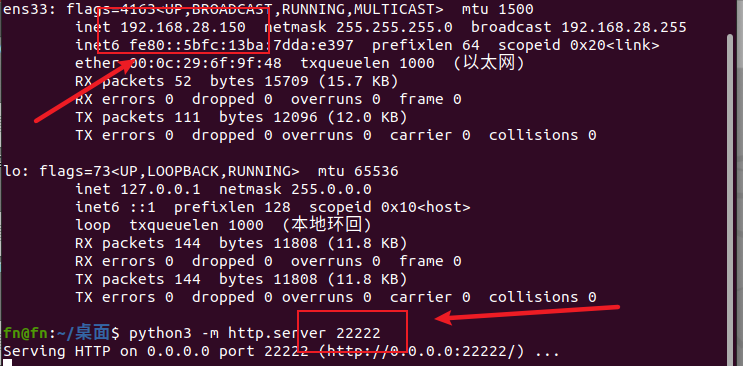 ens33: flags=4163<UP,BROADCAST,RUNNING,MULTICAST>  mtu 1500
inet 192.168.28.150  netmask 255.255.255.0  broadcast 192.168.28.255
inet6 fe80::5bfc:13ba:7dda:e397  prefixlen 64  scopeid 0x20<link>
ether 00:0c:29:6f:9f:48  txqueuelen 1000  (以太网)
RX packets 52  bytes 15709 (15.7 KB)
RX errors 0  dropped 0  overruns 0  frame 0
TX packets 111  bytes 12096 (12.0 KB)
TX errors 0  dropped 0 overruns 0  carrier 0  collisions 0
lo: flags=73<UP,LOOPBACK,RUNNING>  mtu 65536
inet 127.0.0.1  netmask 255.0.0.0
inet6 ::1  prefixlen 128  scopeid 0x10<host>
loop  txqueuelen 1000  (本地环回)
RX packets 144  bytes 11808 (11.8 KB)
RX errors 0  dropped 0  overruns 0  frame 0
TX packets 144  bytes 11808 (11.8 KB)
TX errors 0  dropped 0 overruns 0  carrier 0  collisions 0
fn@fn:~/桌面$ python3 -m http.server 22222
Serving HTTP on 0.0.0.0 port 22222 (http://0.0.0.0:22222/) ...